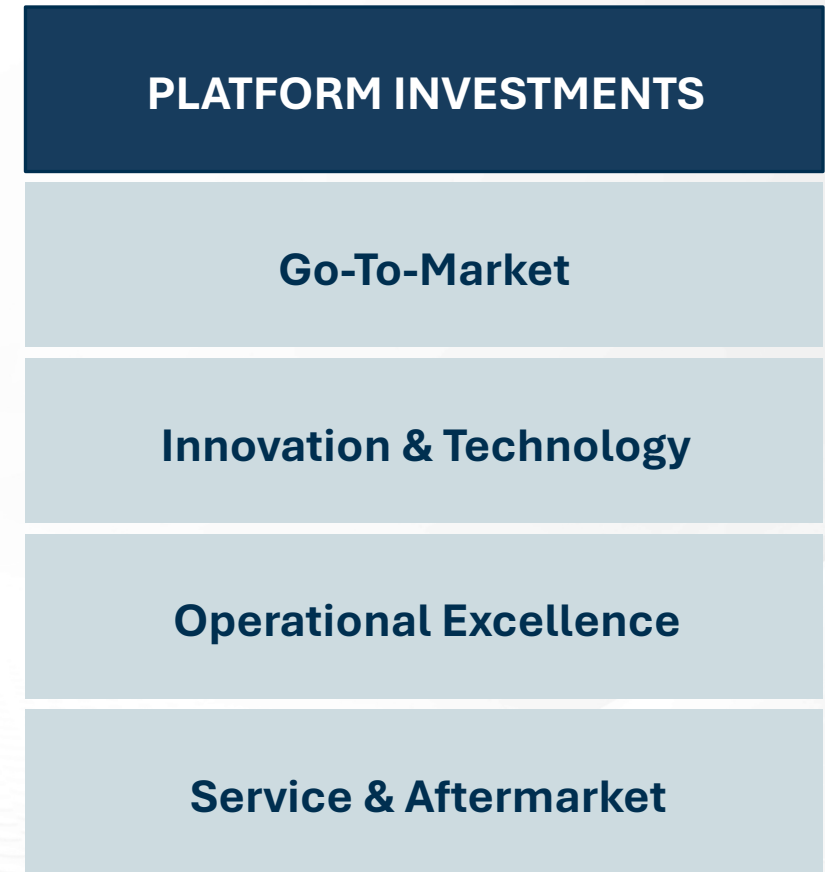 PLATFORM INVESTMENTS
Go-To-Market
Innovation & Technology
Operational Excellence
Service & Aftermarket